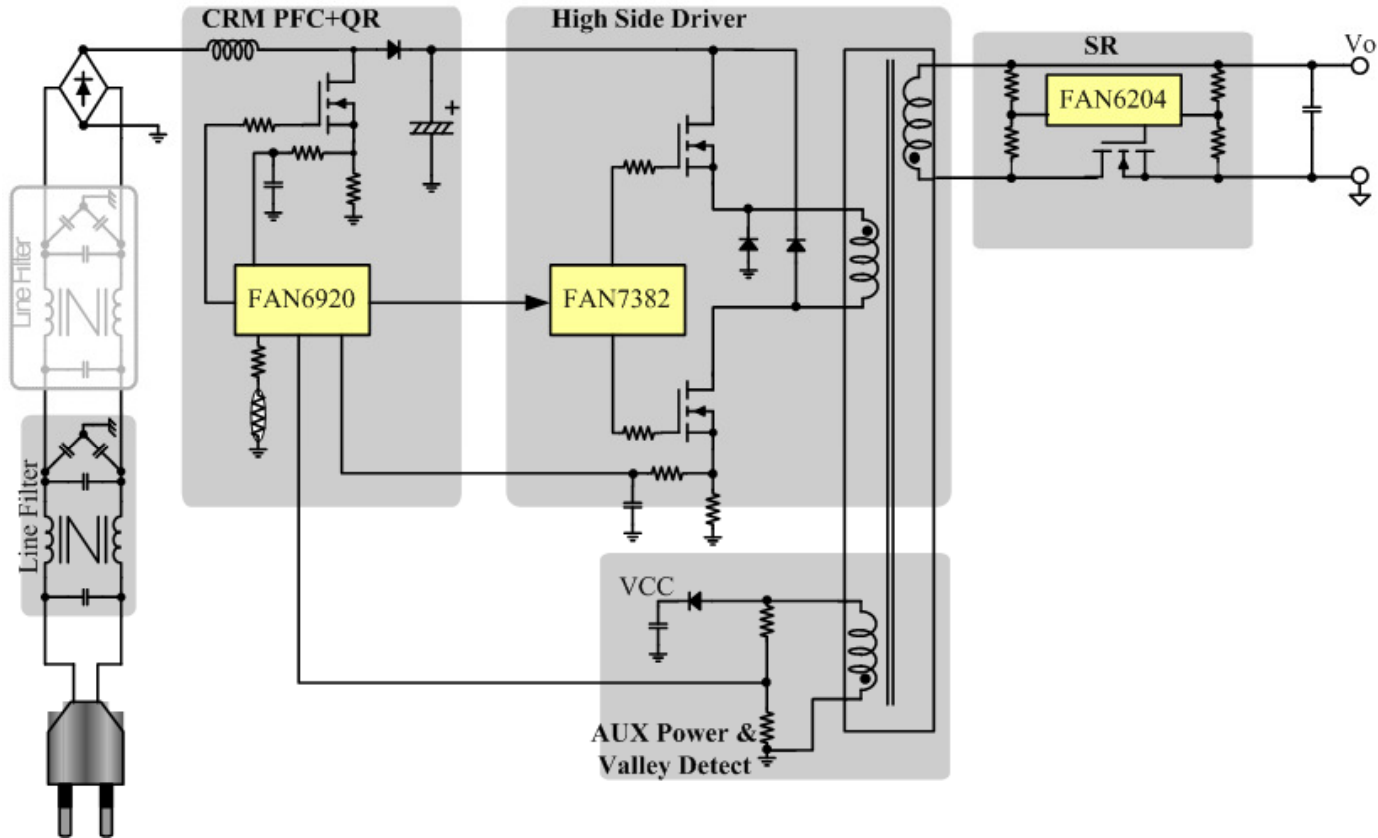 CRM PFC+QR
High Side Driver
SR
Vo
FAN6204
+
Line Filter
FAN6920
FAN7382
Line Filter
VCC
AUX Power &
Valley Detect